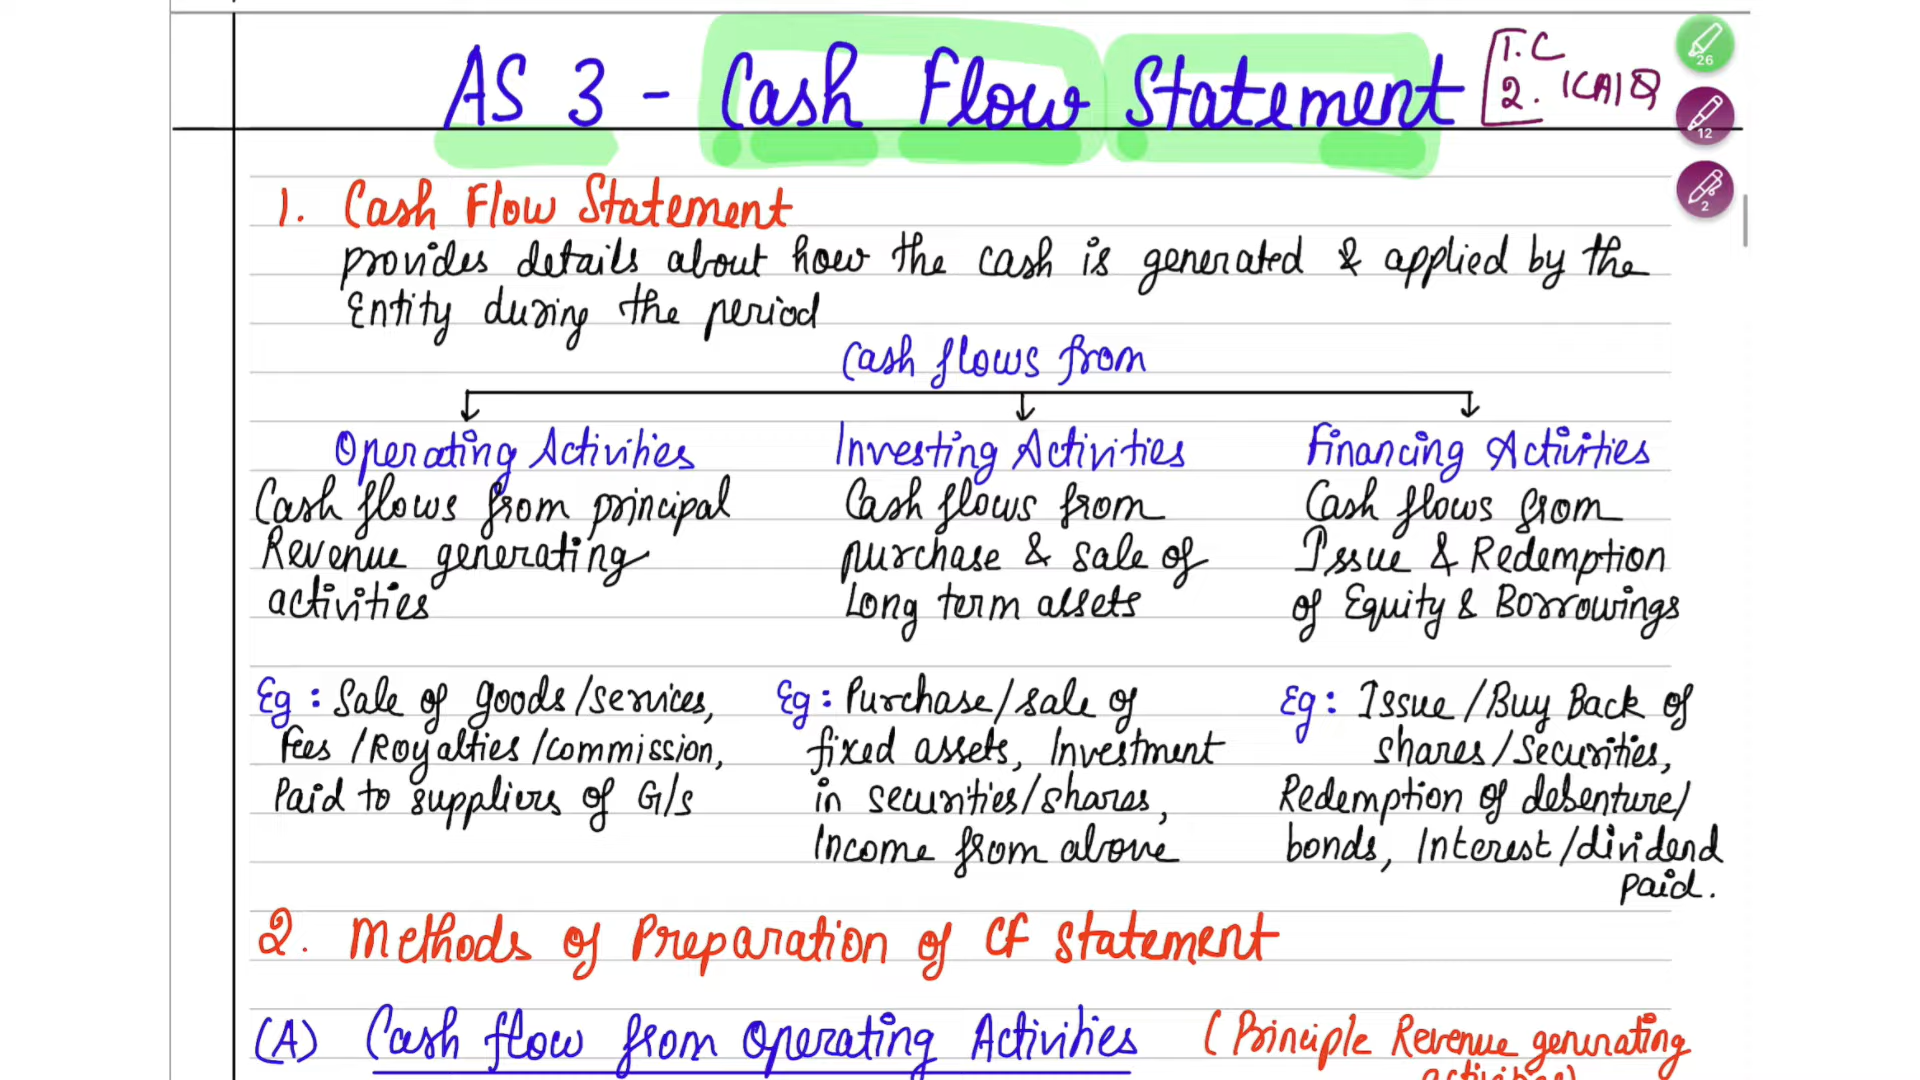 AS 3 - Cash Flow Statement
1. C
2. ICAI Q
26
12
2
1. Cash Flow Statement
provides details about how the cash is generated & applied by the
Entity during the period
Cash flows from
Operating Activities Investing Activities Financing Activities
Cash flows from principal Cash flows from Cash flows from
Revenue generating purchase & sale of Issue & Redemption
activities Long term assets of Equity & Borrowings
Eg : Sale of goods/services, Eg : Purchase/sale of Eg : Issue/Buy Back of
Fees /Royalties /commission, fixed assets, Investment shares/Securities,
Paid to suppliers of G/s in securities/shares, Redemption of debenture/
Income from above bonds, Interest/dividend
paid.
2. Methods of Preparation of CF statement
(A) Cash flow from Operating Activities (Principle Revenue generating
activities)